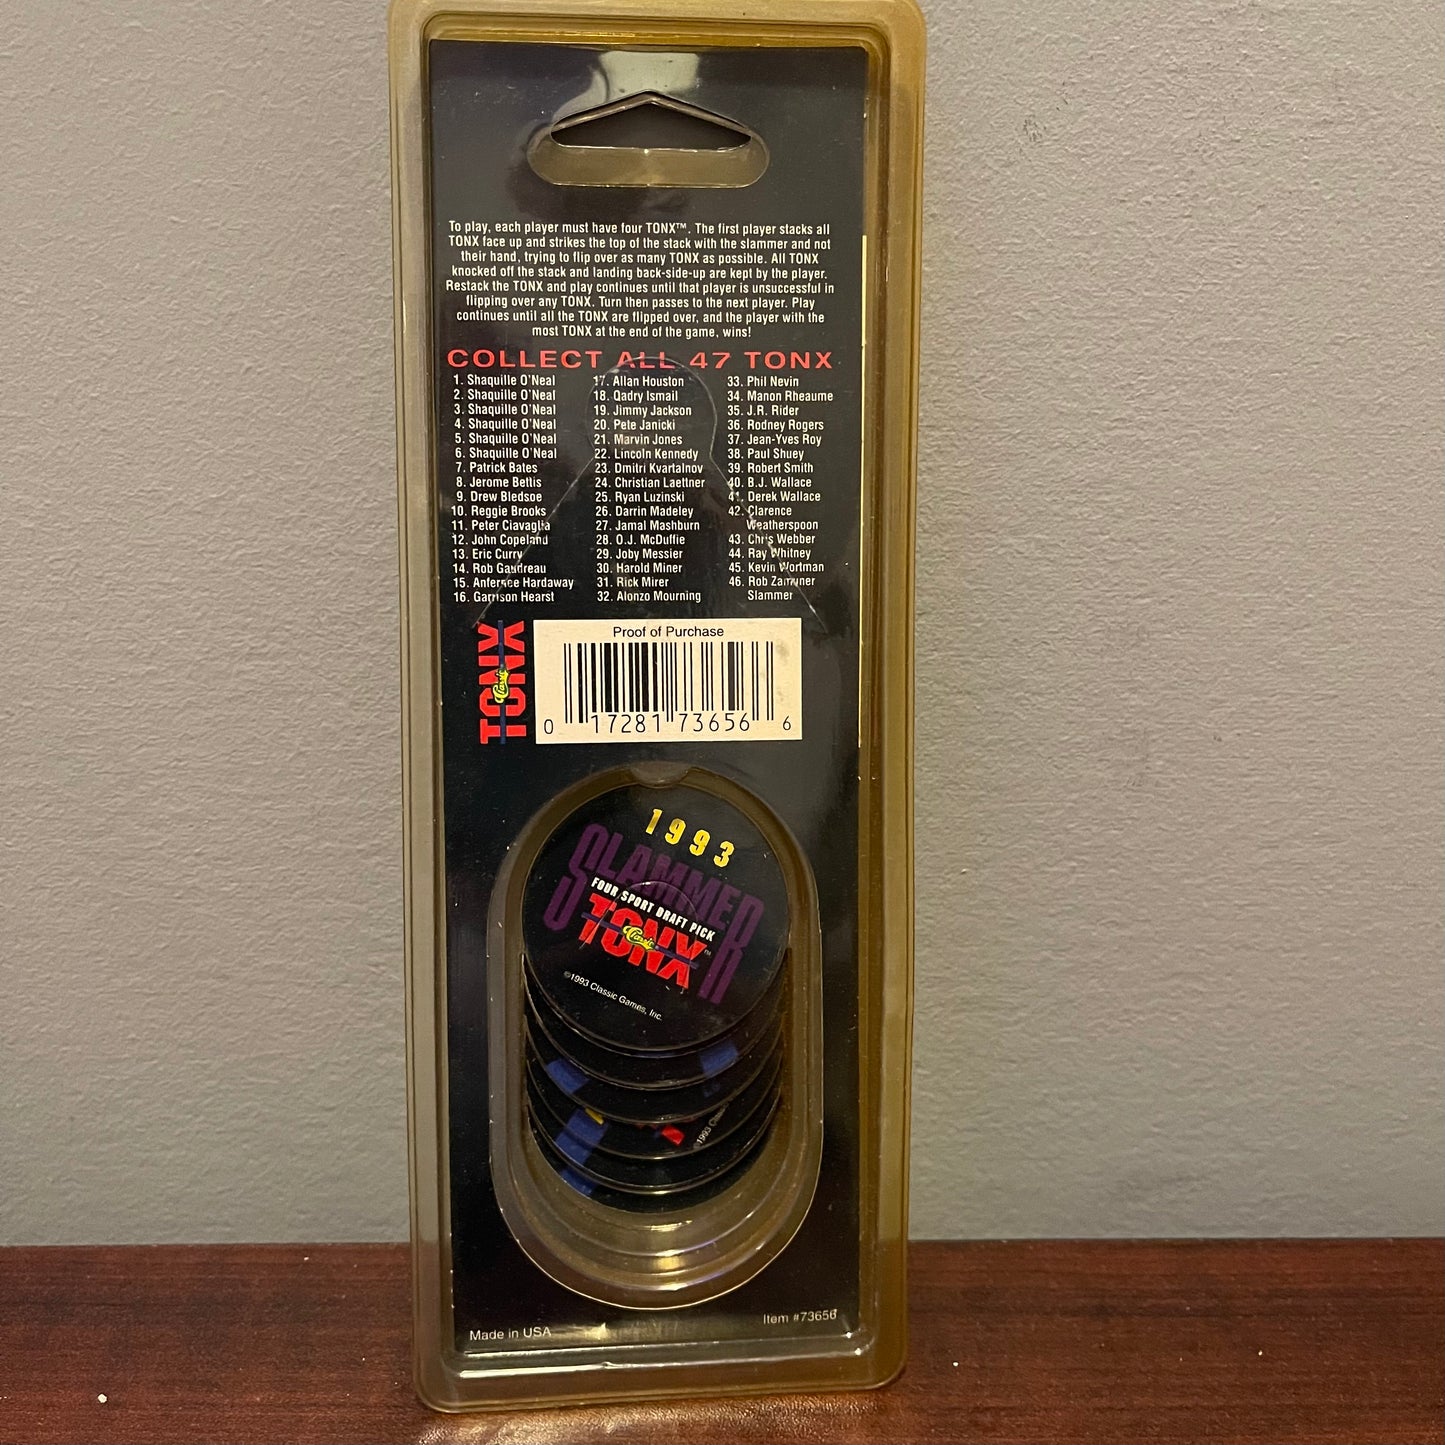 To play, each player must have four TONX™. The first player stacks all
TONX face up and strikes the top of the stack with the slammer and not
their hand, trying to flip over as many TONX as possible. All TONX
knocked off the stack and landing back-side-up are kept by the player.
Restack the TONX and play continues until that player is unsuccessful in
flipping over any TONX. Turn then passes to the next player. Play
continues until all the TONX are flipped over, and the player with the
most TONX at the end of the game, wins!
COLLECT ALL 47 TONX
1. Shaquille O'Neal
2. Shaquille O'Neal
3. Shaquille O'Neal
4. Shaquille O'Neal
5. Shaquille O'Neal
6. Shaquille O'Neal
7. Patrick Bates
8. Jerome Bettis
9. Drew Bledsoe
10. Reggie Brooks
11. Peter Ciavaglia
12. John Copeland
13. Eric Curry
14. Rob Gaudreau
15. Anfernee Hardaway
16. Garrison Hearst
17. Allan Houston
18. Qadry Ismail
19. Jimmy Jackson
20. Pete Janicki
21. Marvin Jones
22. Lincoln Kennedy
23. Dmitri Kvartalnov
24. Christian Laettner
25. Ryan Luzinski
26. Darrin Madeley
27. Jamal Mashburn
28. O.J. McDuffie
29. Joby Messier
30. Harold Miner
31. Rick Mirer
32. Alonzo Mourning
33. Phil Nevin
34. Manon Rheaume
35. J.R. Rider
36. Rodney Rogers
37. Jean-Yves Roy
38. Paul Shuey
39. Robert Smith
40. B.J. Wallace
41. Derek Wallace
42. Clarence
Weatherspoon
43. Chris Webber
44. Ray Whitney
45. Kevin Wortman
46. Rob Zamuner
Slammer
TONX
Classic
Proof of Purchase
0 17281 73656 6
1993
SLAMMER
FOUR SPORT DRAFT PICK
TONX™
Classic
©1993 Classic Games, Inc.
©1993 Clas
Made in USA
Item #73656